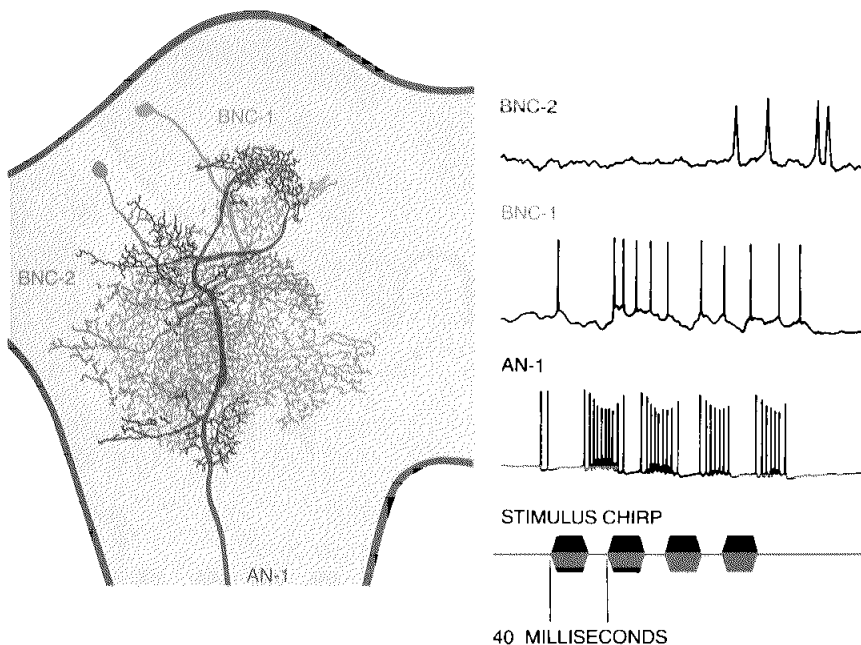 BNC-1
BNC-2
AN-1
BNC-2
BNC-1
AN-1
STIMULUS CHIRP
40 MILLISECONDS